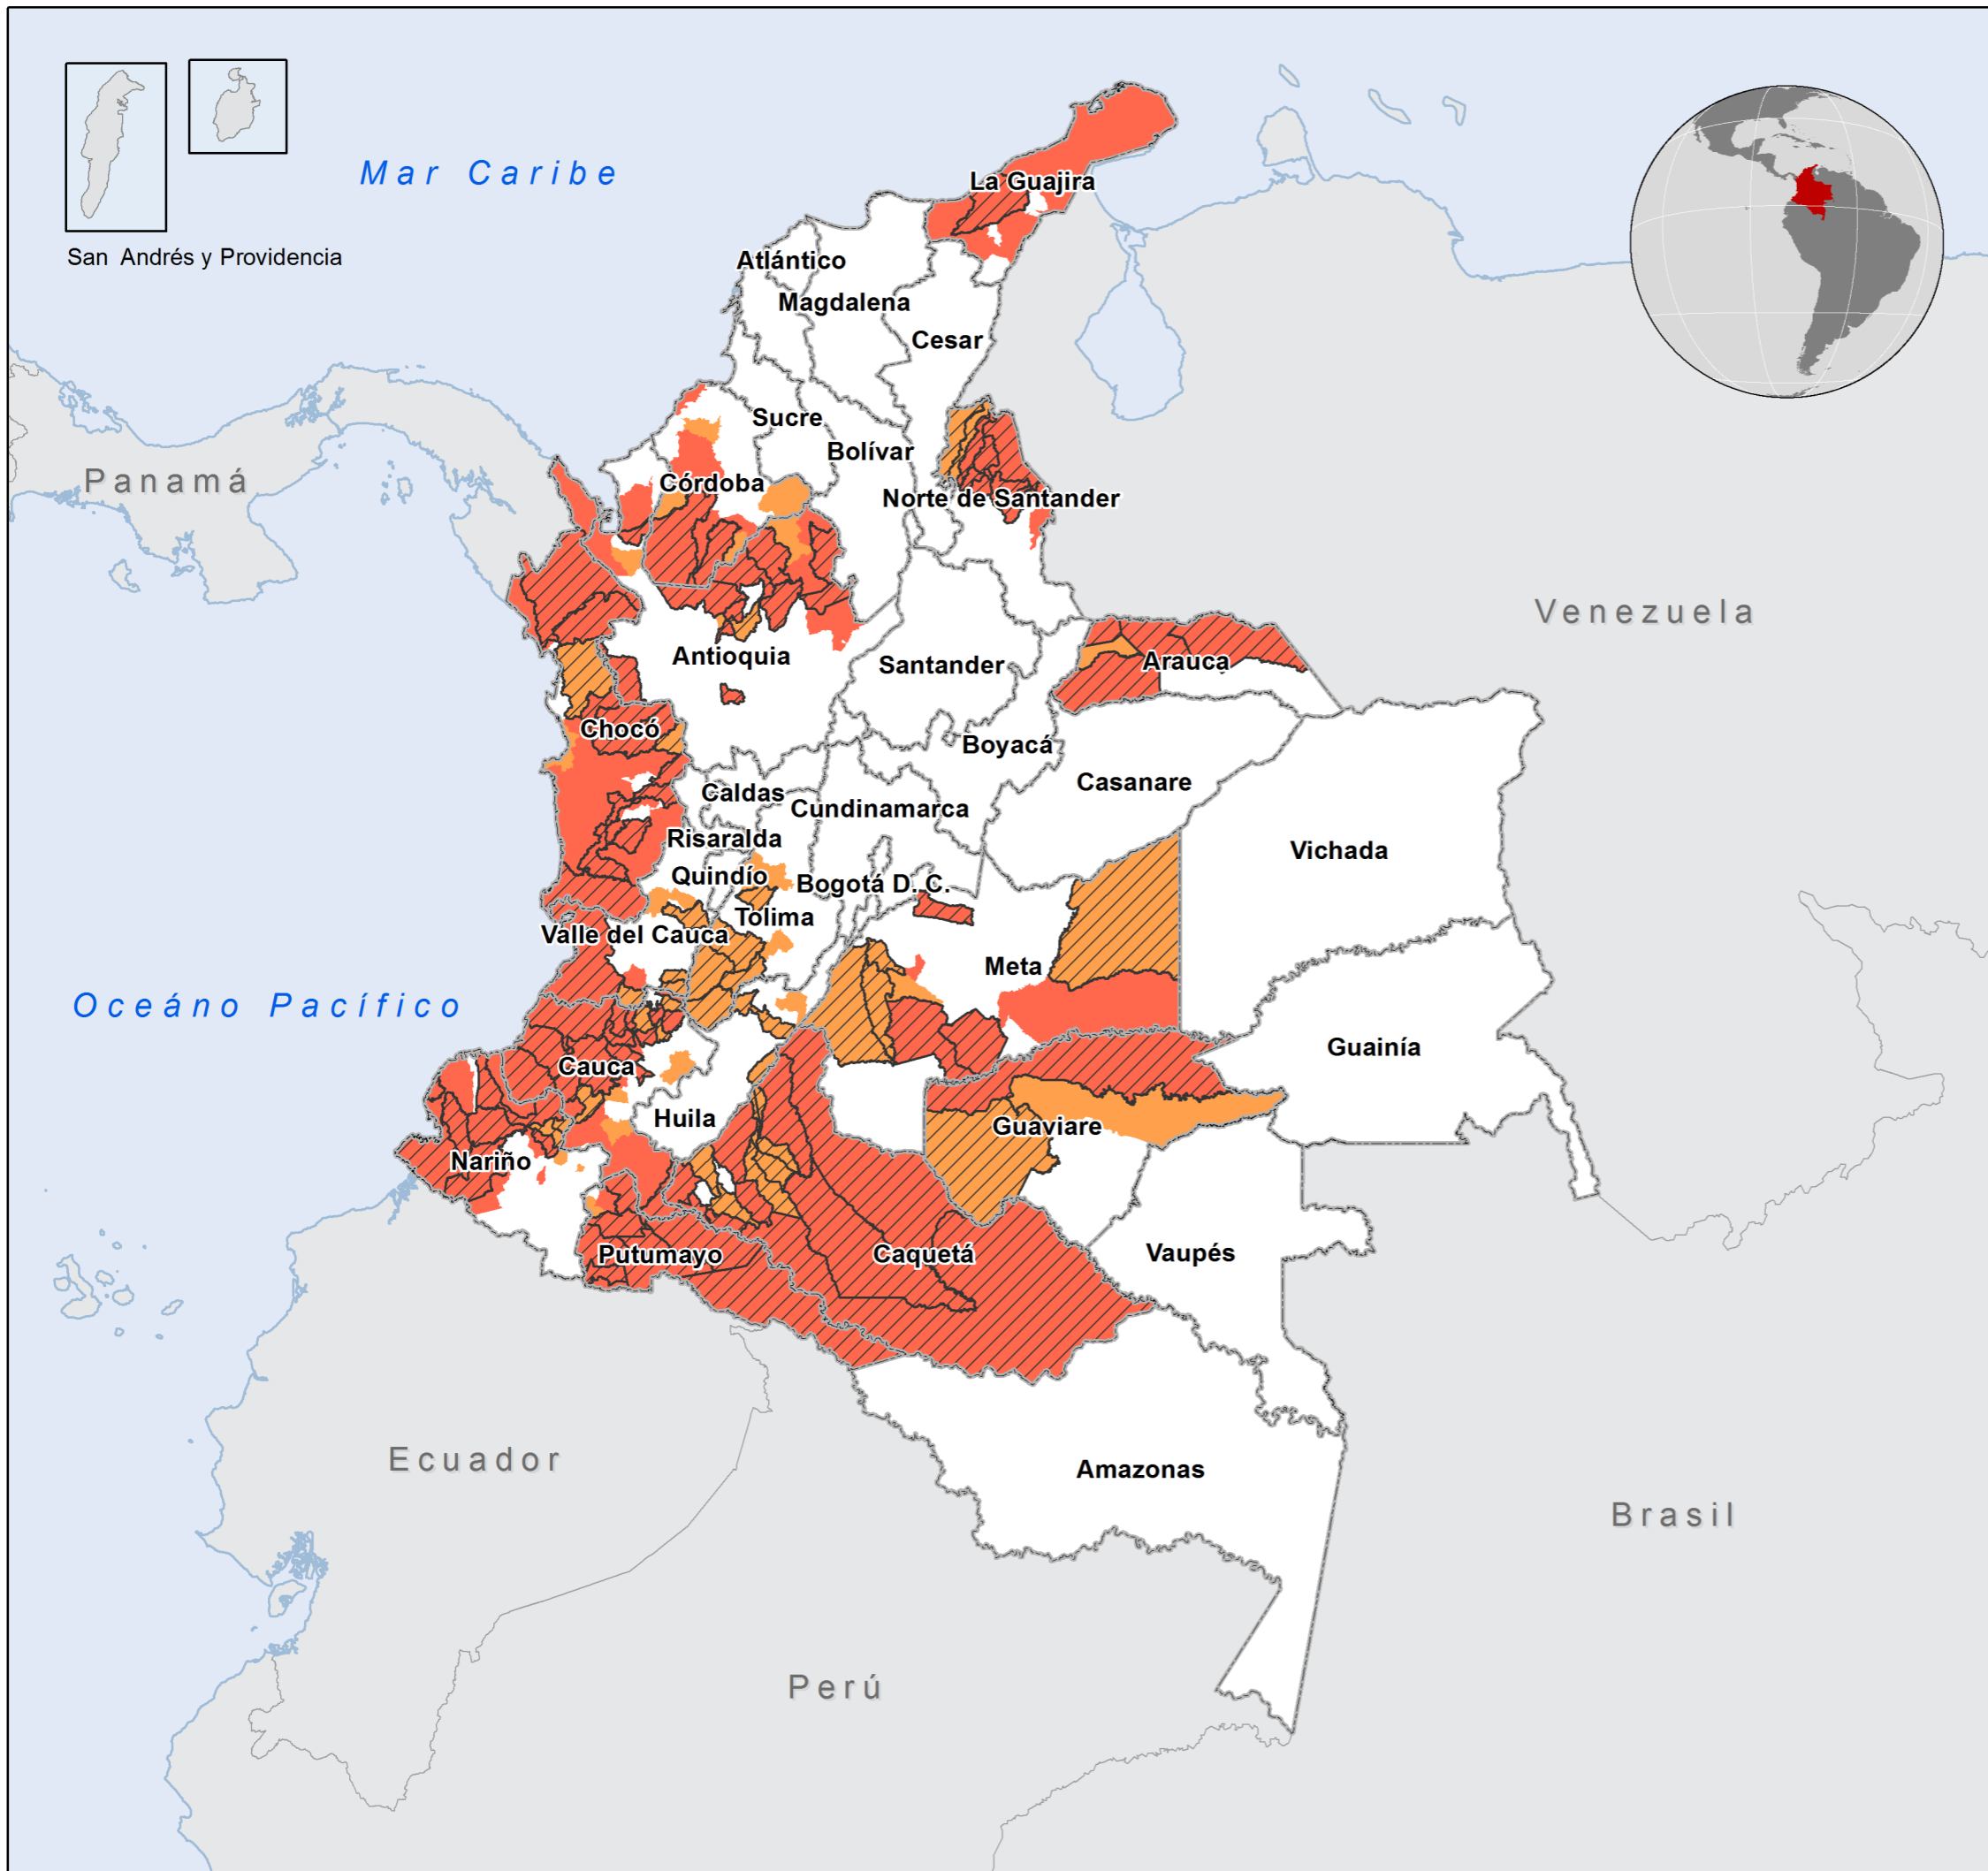 Mar Caribe
San Andrés y Providencia
La Guajira
Atlántico
Magdalena
Cesar
Sucre
Bolívar
Panamá
Córdoba
Norte de Santander
Venezuela
Antioquia
Santander
Arauca
Chocó
Boyacá
Casanare
Caldas
Cundinamarca
Risaralda
Vichada
Quindío
Bogotá D. C.
Tolima
Valle del Cauca
Meta
Oceáno Pacífico
Guainía
Cauca
Huila
Guaviare
Nariño
Vaupés
Putumayo
Caquetá
Ecuador
Amazonas
Brasil
Perú